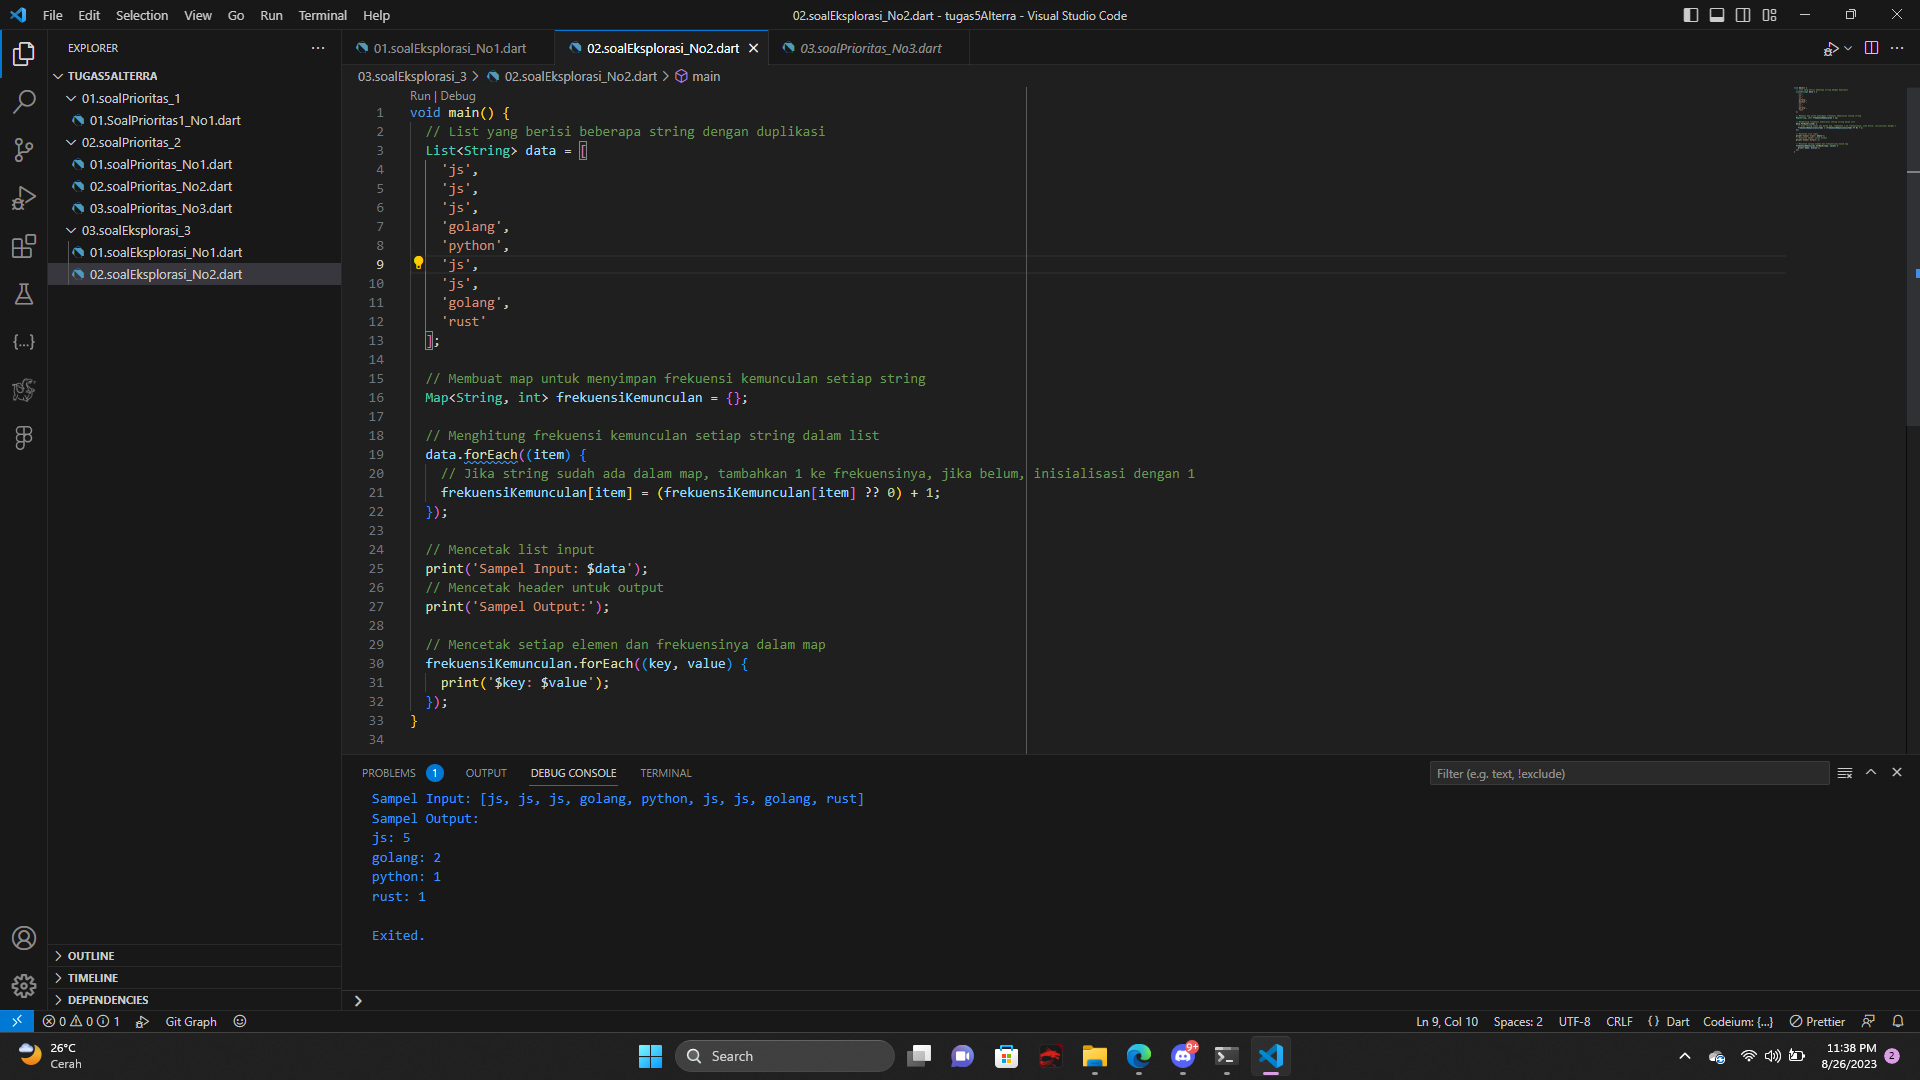 File Edit Selection View Go Run Terminal Help
02.soalEksplorasi_No2.dart - tugas5Alterra - Visual Studio Code
EXPLORER
TUGAS5ALTERRA
01.soalPrioritas_1
01.SoalPrioritas1_No1.dart
02.soalPrioritas_2
01.soalPrioritas_No1.dart
02.soalPrioritas_No2.dart
03.soalPrioritas_No3.dart
03.soalEksplorasi_3
01.soalEksplorasi_No1.dart
02.soalEksplorasi_No2.dart
OUTLINE
TIMELINE
DEPENDENCIES
01.soalEksplorasi_No1.dart 02.soalEksplorasi_No2.dart 03.soalPrioritas_No3.dart
03.soalEksplorasi_3 > 02.soalEksplorasi_No2.dart > main
Run | Debug
1 void main() {
2 // List yang berisi beberapa string dengan duplikasi
3 List<String> data = [
4 'js',
5 'js',
6 'js',
7 'golang',
8 'python',
9 'js',
10 'js',
11 'golang',
12 'rust'
13 ];
14
15 // Membuat map untuk menyimpan frekuensi kemunculan setiap string
16 Map<String, int> frekuensiKemunculan = {};
17
18 // Menghitung frekuensi kemunculan setiap string dalam list
19 data.forEach((item) {
20 // Jika string sudah ada dalam map, tambahkan 1 ke frekuensinya, jika belum, inisialisasi dengan 1
21 frekuensiKemunculan[item] = (frekuensiKemunculan[item] ?? 0) + 1;
22 });
23
24 // Mencetak list input
25 print('Sampel Input: $data');
26 // Mencetak header untuk output
27 print('Sampel Output:');
28
29 // Mencetak setiap elemen dan frekuensinya dalam map
30 frekuensiKemunculan.forEach((key, value) {
31 print('$key: $value');
32 });
33 }
34
PROBLEMS 1 OUTPUT DEBUG CONSOLE TERMINAL
Filter (e.g. text, !exclude)
Sampel Input: [js, js, js, golang, python, js, js, golang, rust]
Sampel Output:
js: 5
golang: 2
python: 1
rust: 1
Exited.
0 0 1 Git Graph
Ln 9, Col 10 Spaces: 2 UTF-8 CRLF {} Dart Codeium: {...} Prettier
26°C
Cerah
Search
9+
11:38 PM
8/26/2023
2